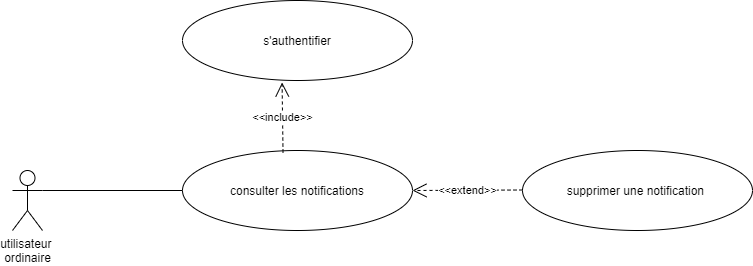 s'authentifier
<<include>>
consulter les notifications
<<extend>>
supprimer une notification
utilisateur
ordinaire